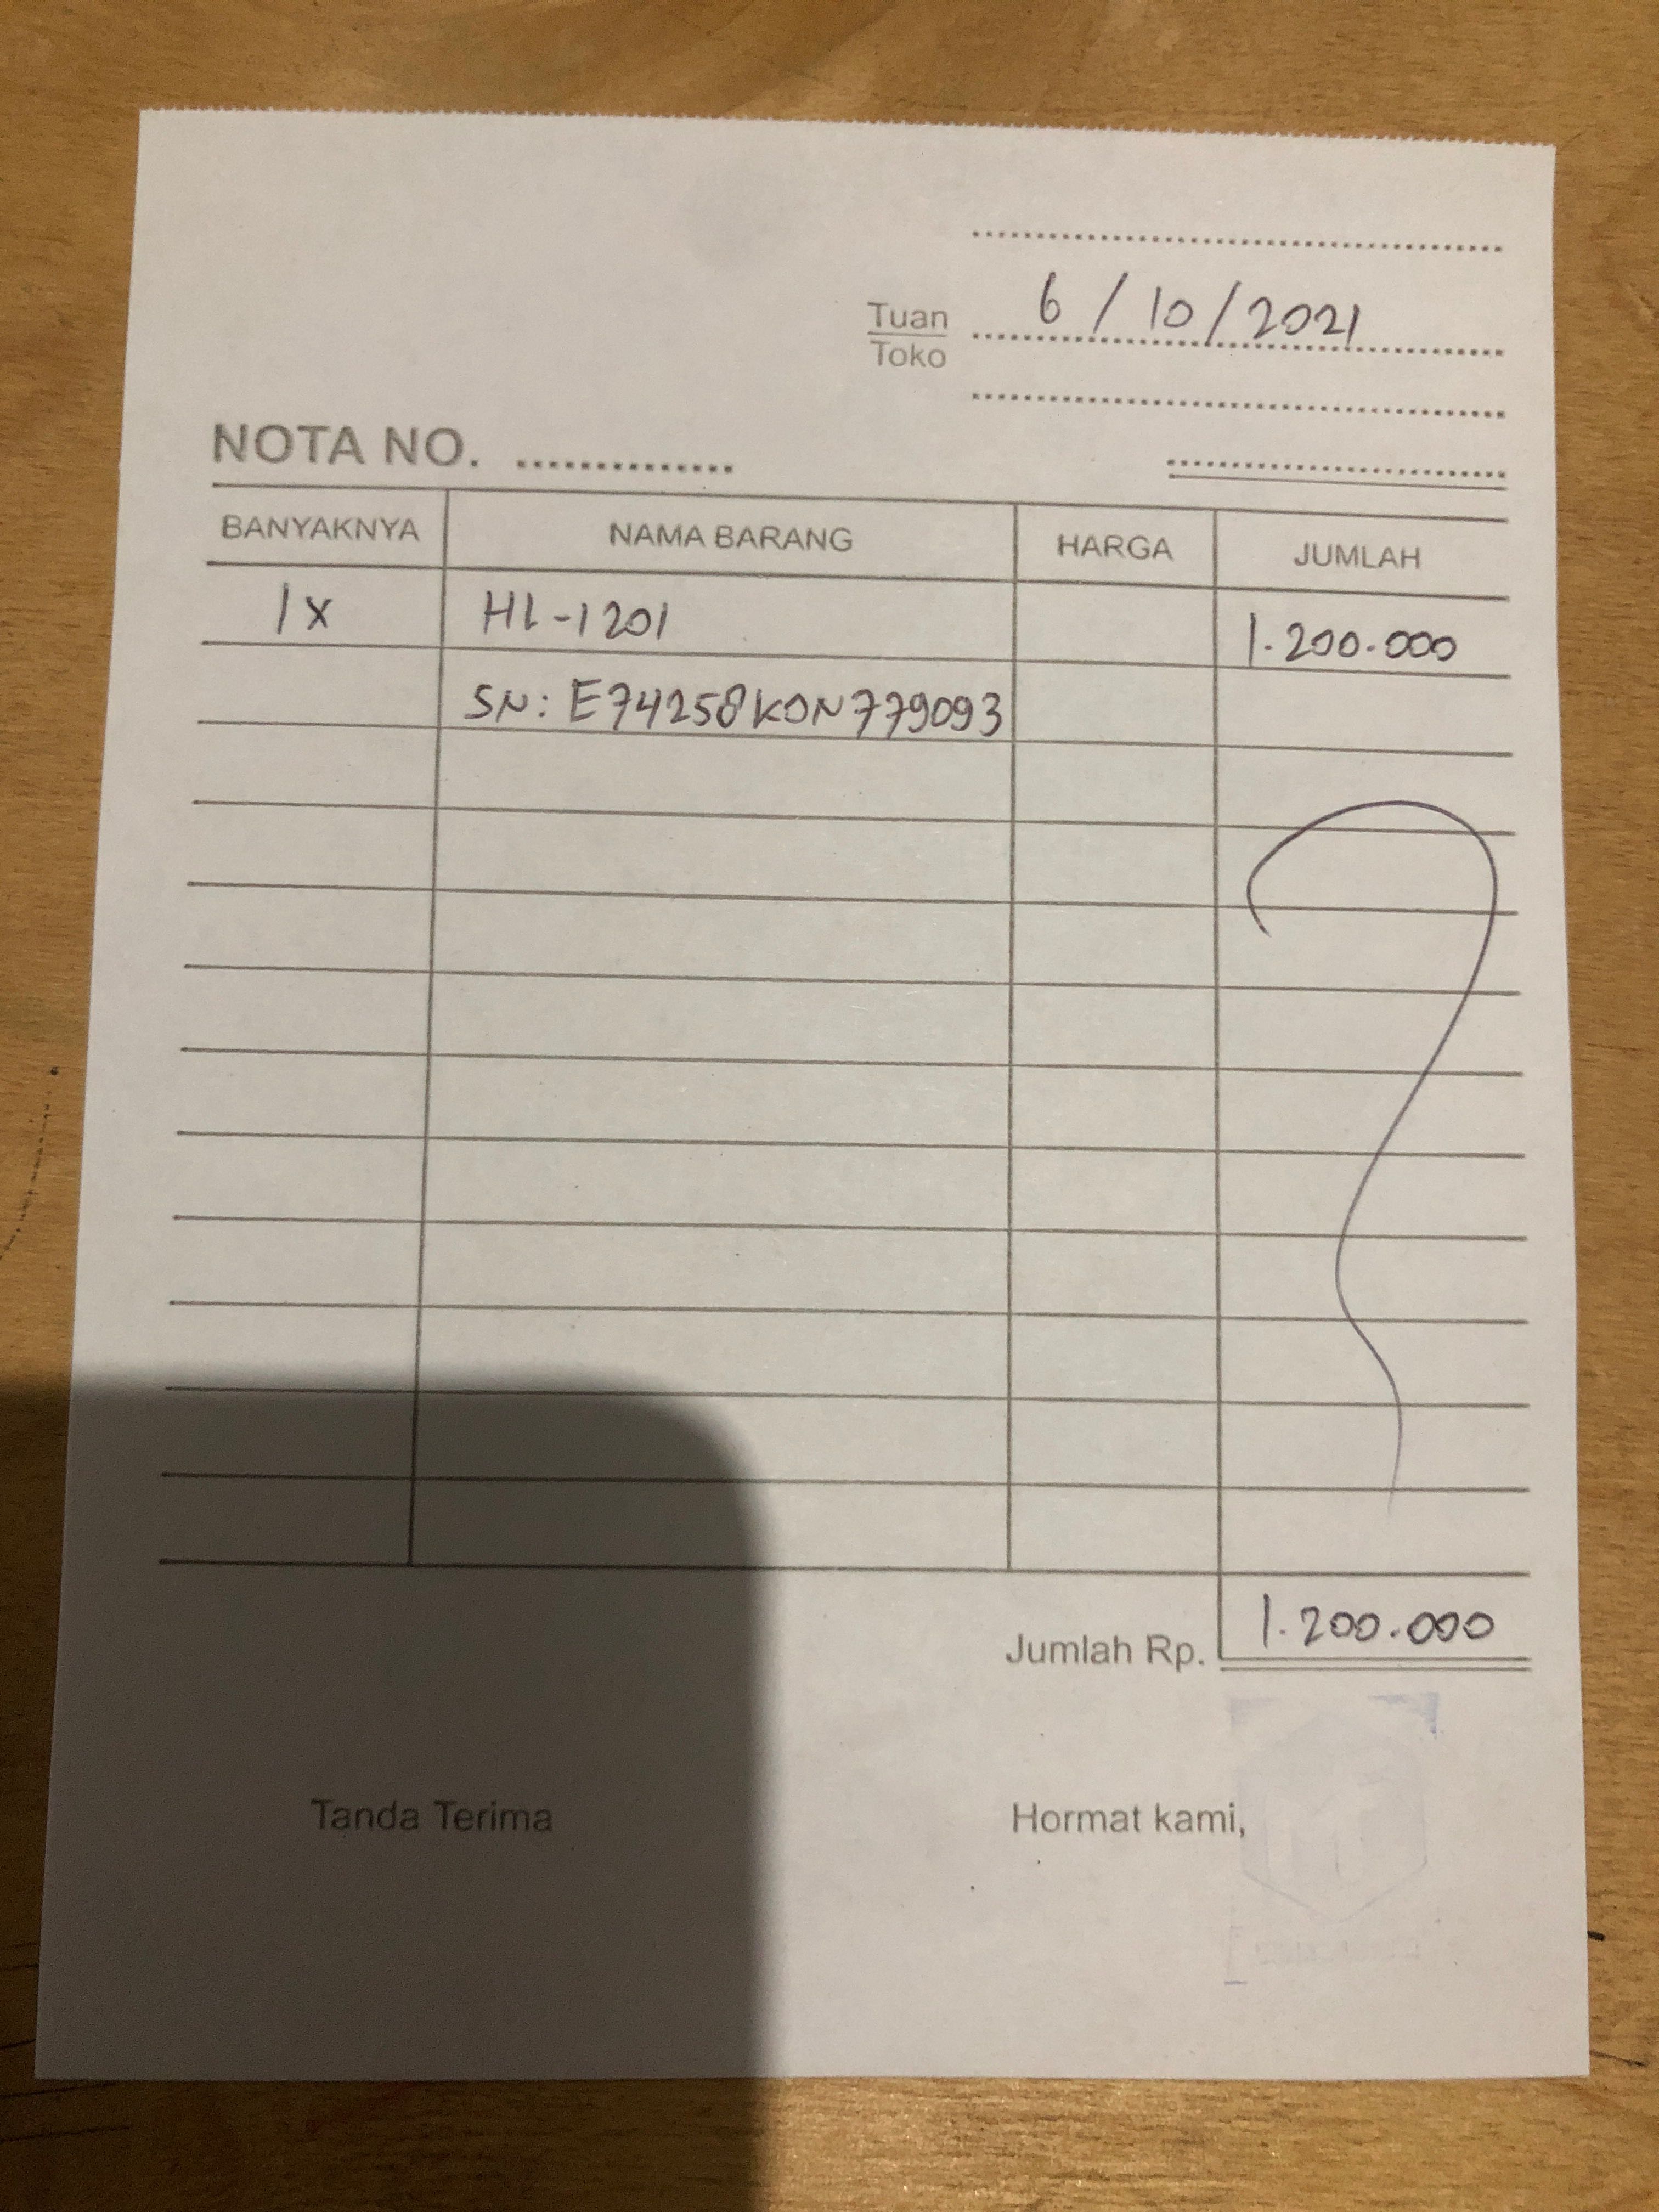 6/10/2021
Tuan
Toko
NOTA NO.
BANYAKNYA NAMA BARANG HARGA JUMLAH
1x HL-1201 1.200.000
SN: E74258K0N779093
Jumlah Rp. 1.200.000
Tanda Terima Hormat kami,